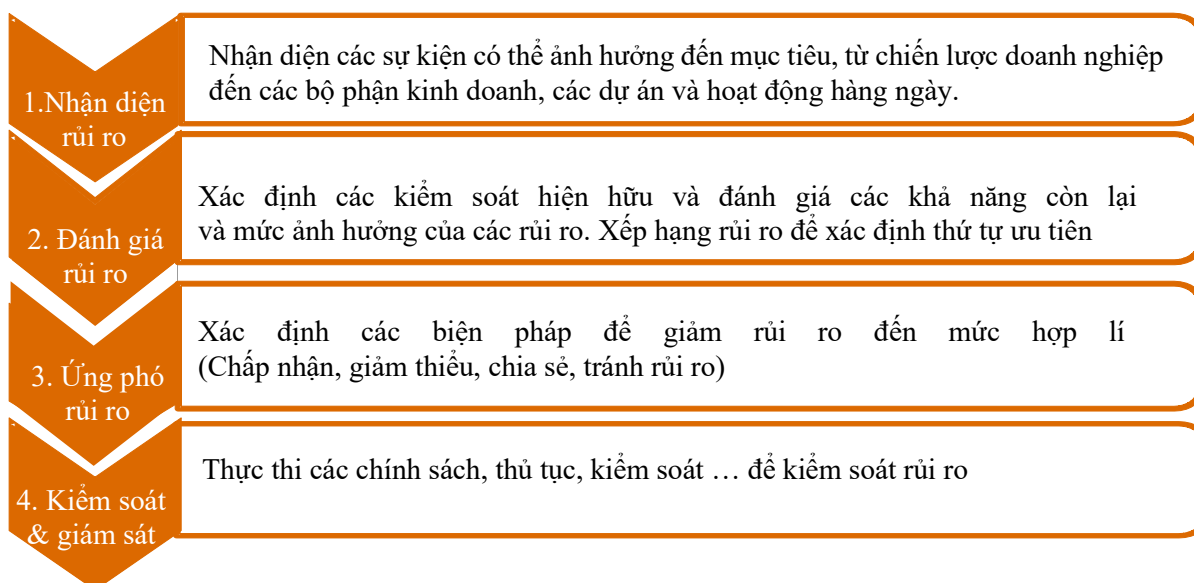 1.Nhận diện
rủi ro
Nhận diện các sự kiện có thể ảnh hưởng đến mục tiêu, từ chiến lược doanh nghiệp
đến các bộ phận kinh doanh, các dự án và hoạt động hàng ngày.
2. Đánh giá
rủi ro
Xác định các kiểm soát hiện hữu và đánh giá các khả năng còn lại
và mức ảnh hưởng của các rủi ro. Xếp hạng rủi ro để xác định thứ tự ưu tiên
3. Ứng phó
rủi ro
Xác định các biện pháp để giảm rủi ro đến mức hợp lí
(Chấp nhận, giảm thiểu, chia sẻ, tránh rủi ro)
4. Kiểm soát
& giám sát
Thực thi các chính sách, thủ tục, kiểm soát … để kiểm soát rủi ro